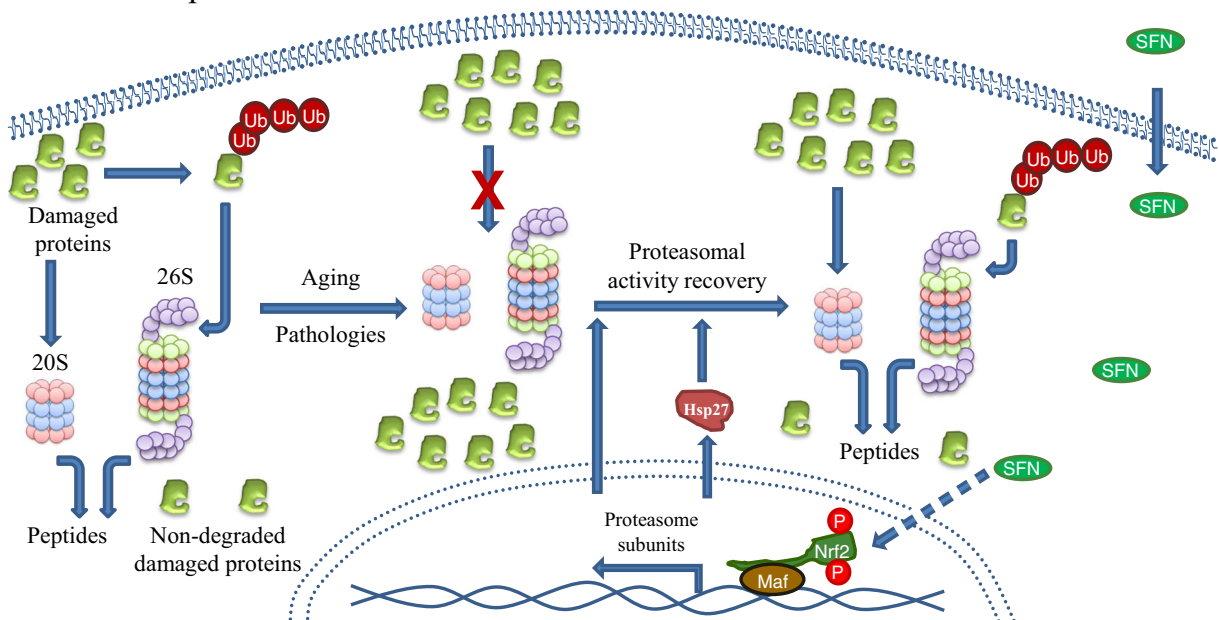 SFN
Ub Ub Ub
Ub
Damaged
proteins
26S
20S
Peptides
Non-degraded
damaged proteins
Aging
Pathologies
X
Proteasomal
activity recovery
Hsp27
Ub Ub Ub
Ub
SFN
SFN
Peptides
SFN
Proteasome
subunits
P
Nrf2
P
Maf